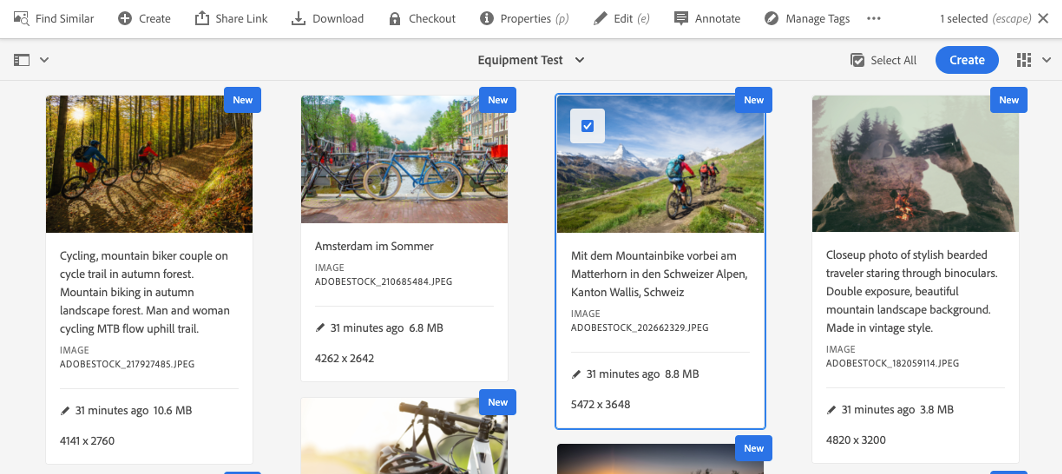 Find Similar Create Share Link Download Checkout Properties (p) Edit (e) Annotate Manage Tags ••• 1 selected (escape)
Equipment Test Select All Create
New
Cycling, mountain biker couple on
cycle trail in autumn forest.
Mountain biking in autumn
landscape forest. Man and woman
cycling MTB flow uphill trail.
IMAGE
ADOBESTOCK_217927485.JPEG
31 minutes ago 10.6 MB
4141 x 2760
New
Amsterdam im Sommer
IMAGE
ADOBESTOCK_210685484.JPEG
31 minutes ago 6.8 MB
4262 x 2642
New
New
Mit dem Mountainbike vorbei am
Matterhorn in den Schweizer Alpen,
Kanton Wallis, Schweiz
IMAGE
ADOBESTOCK_202662329.JPEG
31 minutes ago 8.8 MB
5472 x 3648
New
New
Closeup photo of stylish bearded
traveler staring through binoculars.
Double exposure, beautiful
mountain landscape background.
Made in vintage style.
IMAGE
ADOBESTOCK_182059114.JPEG
31 minutes ago 3.8 MB
4820 x 3200